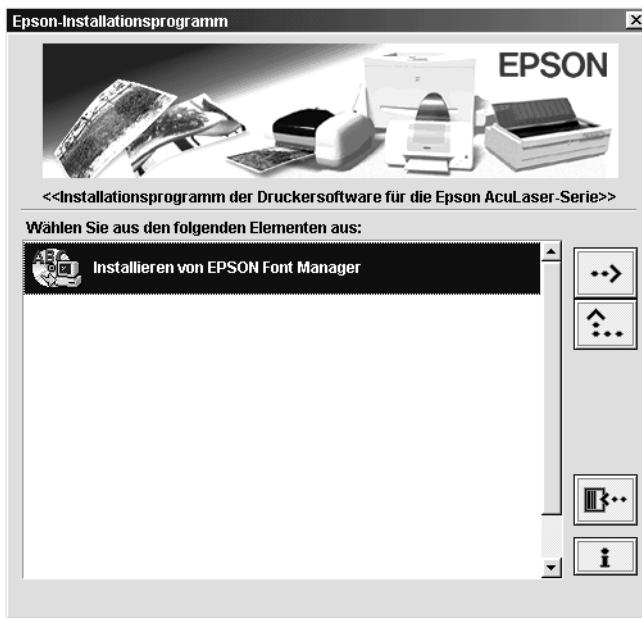 Epson-Installationsprogramm
EPSON
<<Installationsprogramm der Druckersoftware für die Epson AcuLaser-Serie>>
Wählen Sie aus den folgenden Elementen aus:
ABC
Installieren von EPSON Font Manager